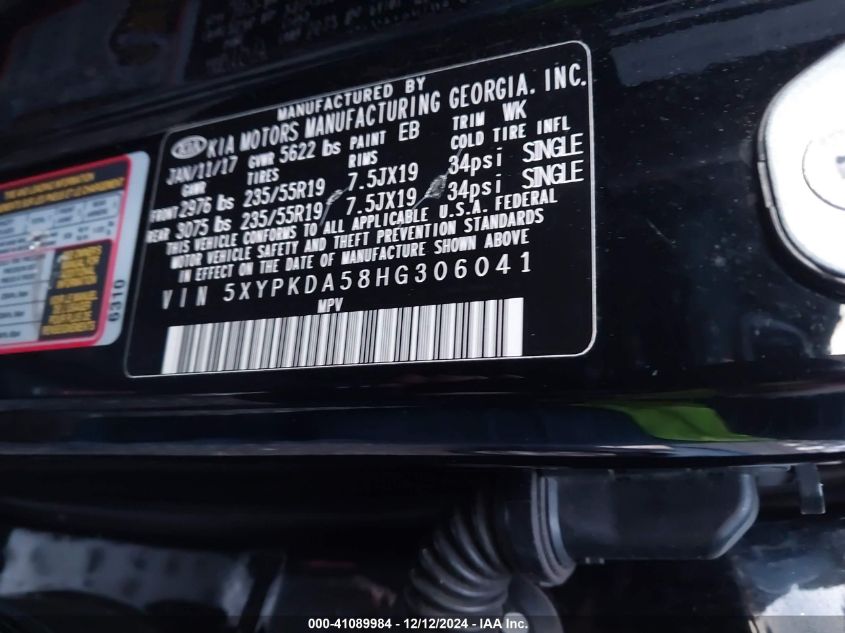 MANUFACTURED BY
KIA KIA MOTORS MANUFACTURING GEORGIA. INC.
JAN/11/17 GVWR 5622 lbs PAINT EB TRIM WK
GAWR TIRES RIMS COLD TIRE INFL
FRONT 2976 lbs 235/55R19 7.5JX19 34psi SINGLE
REAR 3075 lbs 235/55R19 7.5JX19 34psi SINGLE
THIS VEHICLE CONFORMS TO ALL APPLICABLE U.S.A. FEDERAL
MOTOR VEHICLE SAFETY AND THEFT PREVENTION STANDARDS
IN EFFECT ON THE DATE OF MANUFACTURE SHOWN ABOVE
VIN 5XYPKDA58HG306041
MPV
6310
000-41089984 - 12/12/2024 - IAA Inc.